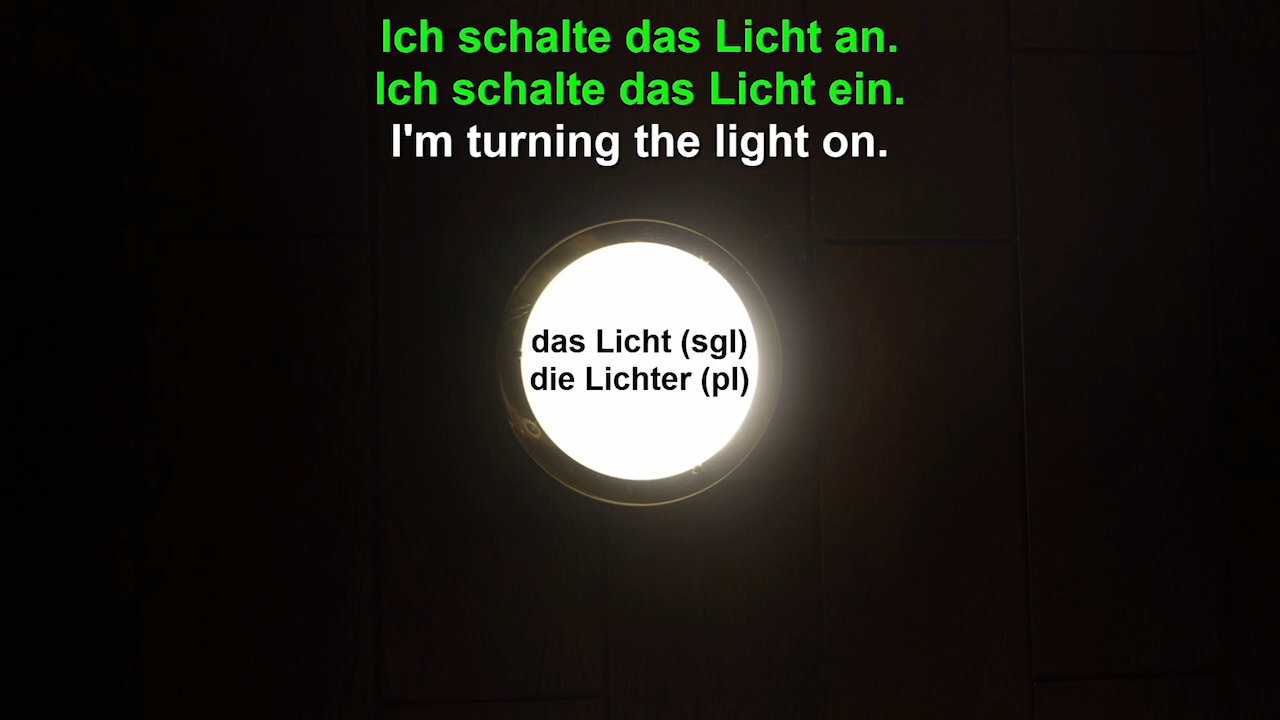 Ich schalte das Licht an.
Ich schalte das Licht ein.
I'm turning the light on.
das Licht (sgl)
die Lichter (pl)